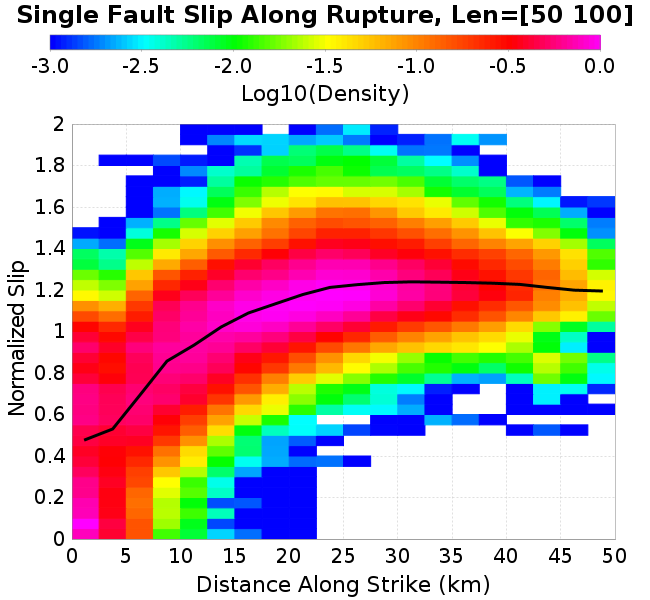 Single Fault Slip Along Rupture, Len=[50 100]
-3.0 -2.5 -2.0 -1.5 -1.0 -0.5 0.0
Log10(Density)
2
1.8
1.6
1.4
1.2
1
0.8
0.6
0.4
0.2
0
Normalized Slip
0 5 10 15 20 25 30 35 40 45 50
Distance Along Strike (km)